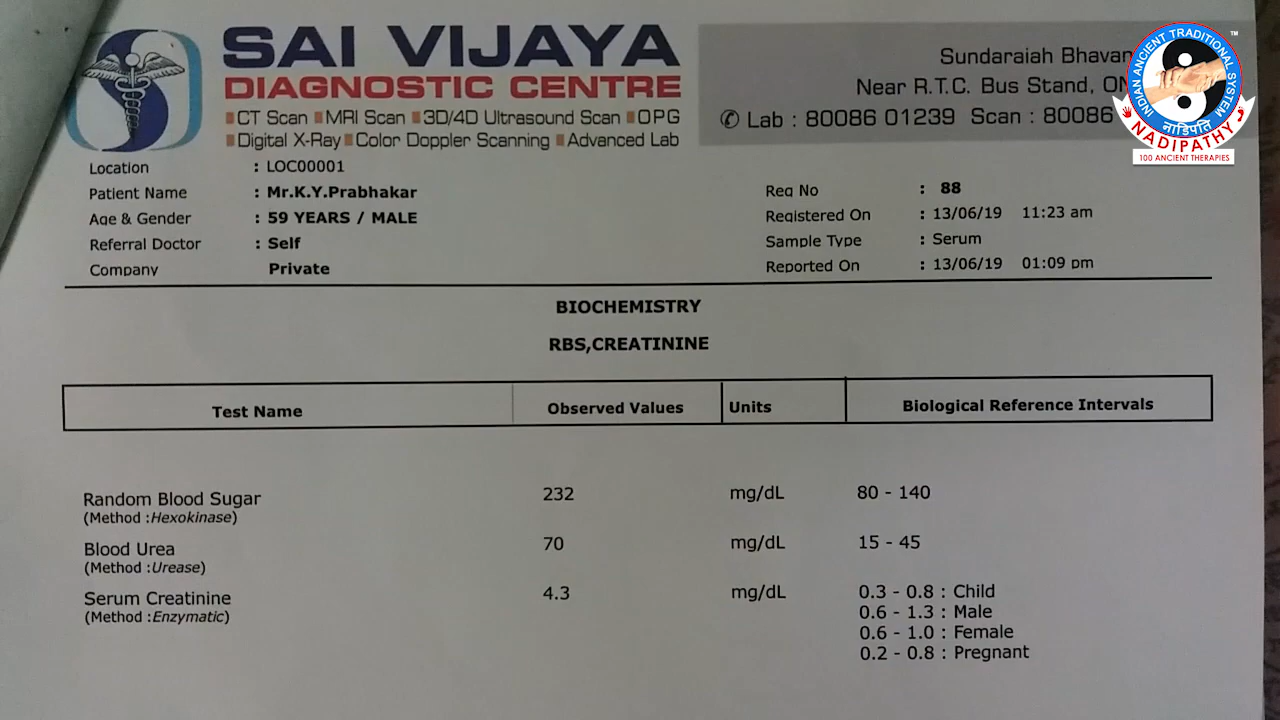 SAI VIJAYA
DIAGNOSTIC CENTRE
CT Scan MRI Scan 3D/4D Ultrasound Scan OPG
Digital X-Ray Color Doppler Scanning Advanced Lab
Sundaraiah Bhavan
Near R.T.C. Bus Stand,
✆ Lab : 80086 01239 Scan : 80086
INDIAN ANCIENT TRADITIONAL SYSTEM
TM
नाडिपति
NADIPATHY
100 ANCIENT THERAPIES
Location : LOC00001
Patient Name : Mr.K.Y.Prabhakar
Age & Gender : 59 YEARS / MALE
Referral Doctor : Self
Company Private
Reg No : 88
Registered On : 13/06/19 11:23 am
Sample Type : Serum
Reported On : 13/06/19 01:09 pm
BIOCHEMISTRY
RBS,CREATININE
Test Name Observed Values Units Biological Reference Intervals
Random Blood Sugar 232 mg/dL 80 - 140
(Method :Hexokinase)
Blood Urea 70 mg/dL 15 - 45
(Method :Urease)
Serum Creatinine 4.3 mg/dL 0.3 - 0.8 : Child
(Method :Enzymatic) 0.6 - 1.3 : Male
0.6 - 1.0 : Female
0.2 - 0.8 : Pregnant